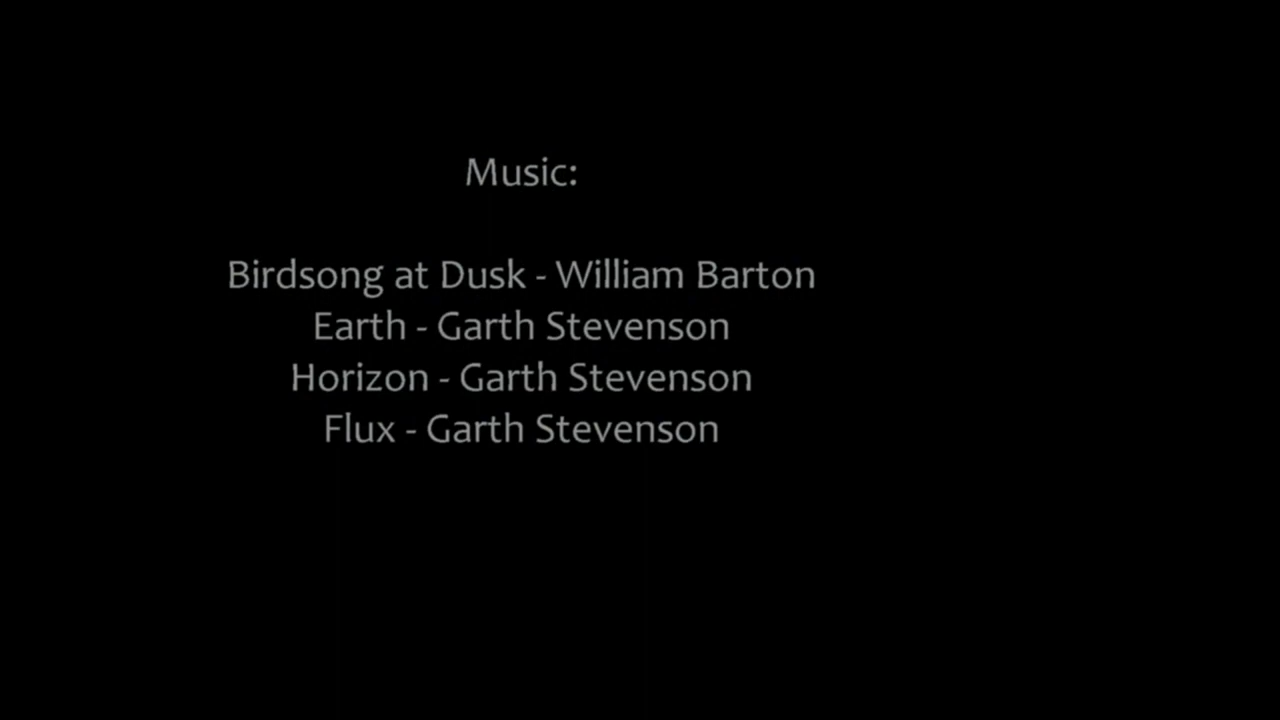 Music:
Birdsong at Dusk - William Barton
Earth - Garth Stevenson
Horizon - Garth Stevenson
Flux - Garth Stevenson